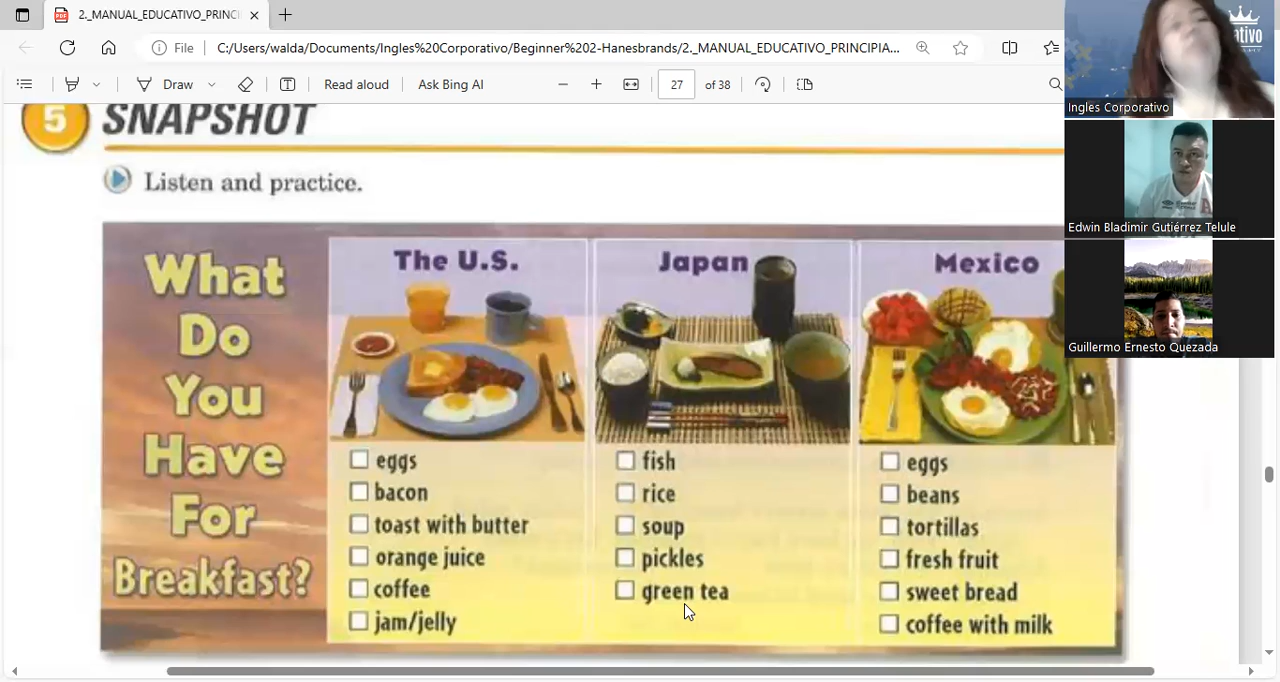 2._MANUAL_EDUCATIVO_PRINCI
File
C:/Users/walda/Documents/Ingles%20Corporativo/Beginner%202-Hanesbrands/2._MANUAL_EDUCATIVO_PRINCIPIA...
Draw
Read aloud
Ask Bing AI
27
of 38
5 SNAPSHOT
Listen and practice.
What
Do
You
Have
For
Breakfast?
The U.S.
eggs
bacon
toast with butter
orange juice
coffee
jam/jelly
Japan
fish
rice
soup
pickles
green tea
Mexico
eggs
beans
tortillas
fresh fruit
sweet bread
coffee with milk
ativo
Ingles Corporativo
Edwin Bladimir Gutiérrez Telule
Guillermo Ernesto Quezada